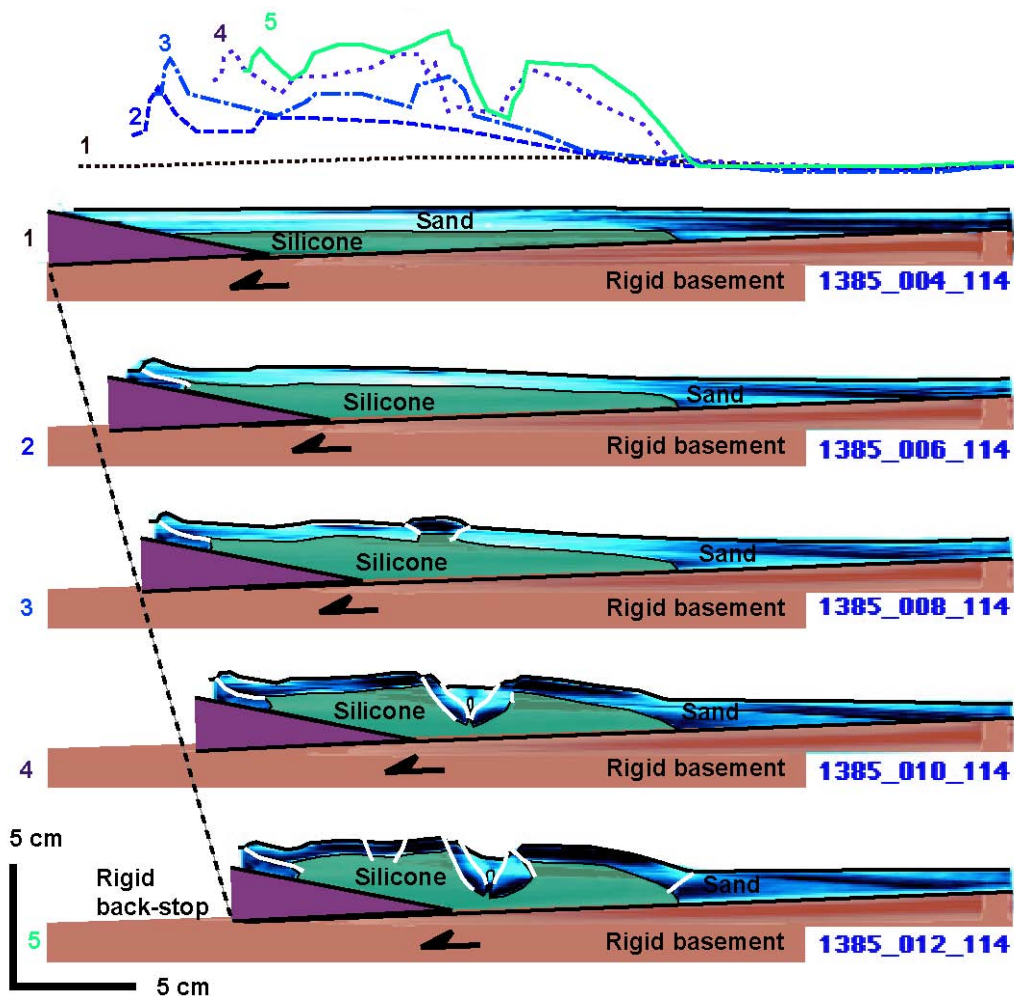 5
4
3
2
1
1
Sand
Silicone
Rigid basement
1385_004_114
Silicone
Sand
2
Rigid basement
1385_006_114
Silicone
Sand
3
Rigid basement
1385_008_114
Silicone
Sand
4
Rigid basement
1385_010_114
5 cm
Rigid
back-stop
Silicone
Sand
5
Rigid basement
1385_012_114
5 cm